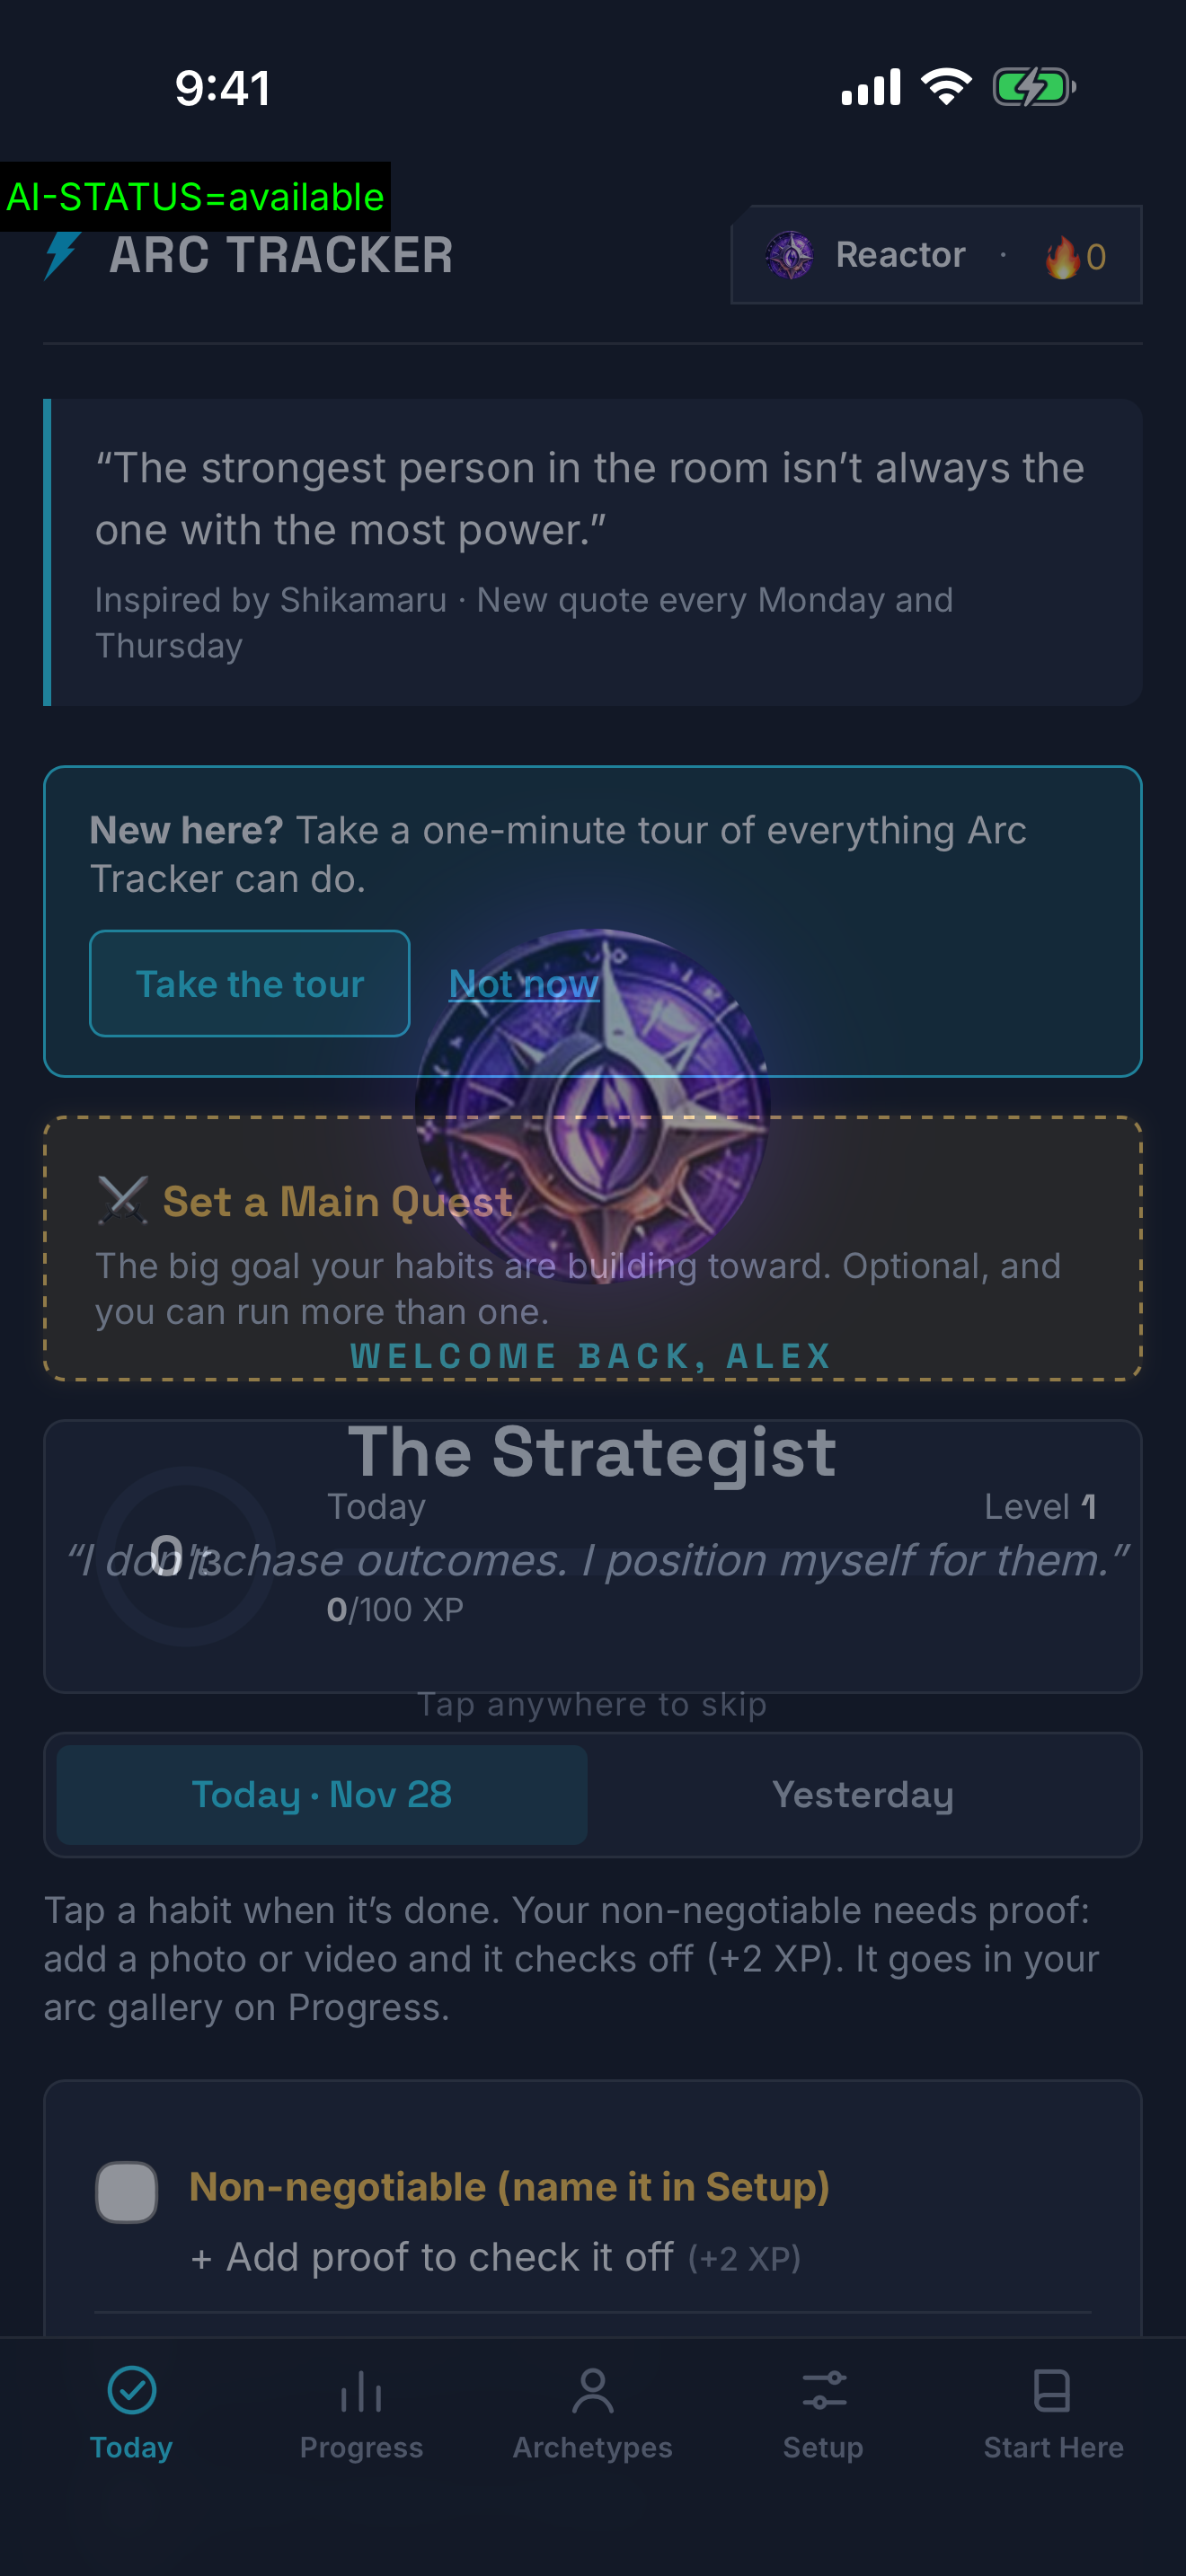 9:41
AI-STATUS=available
ARC TRACKER
Reactor · 🔥0
“The strongest person in the room isn’t always the
one with the most power.”
Inspired by Shikamaru · New quote every Monday and
Thursday
New here? Take a one-minute tour of everything Arc
Tracker can do.
Take the tour
Not now
Set a Main Quest
The big goal your habits are building toward. Optional, and
you can run more than one.
WELCOME BACK, ALEX
The Strategist
Today
Level 1
0/3
“I don’t chase outcomes. I position myself for them.”
0/100 XP
Tap anywhere to skip
Today · Nov 28
Yesterday
Tap a habit when it’s done. Your non-negotiable needs proof:
add a photo or video and it checks off (+2 XP). It goes in your
arc gallery on Progress.
Non-negotiable (name it in Setup)
+ Add proof to check it off (+2 XP)
Today
Progress
Archetypes
Setup
Start Here